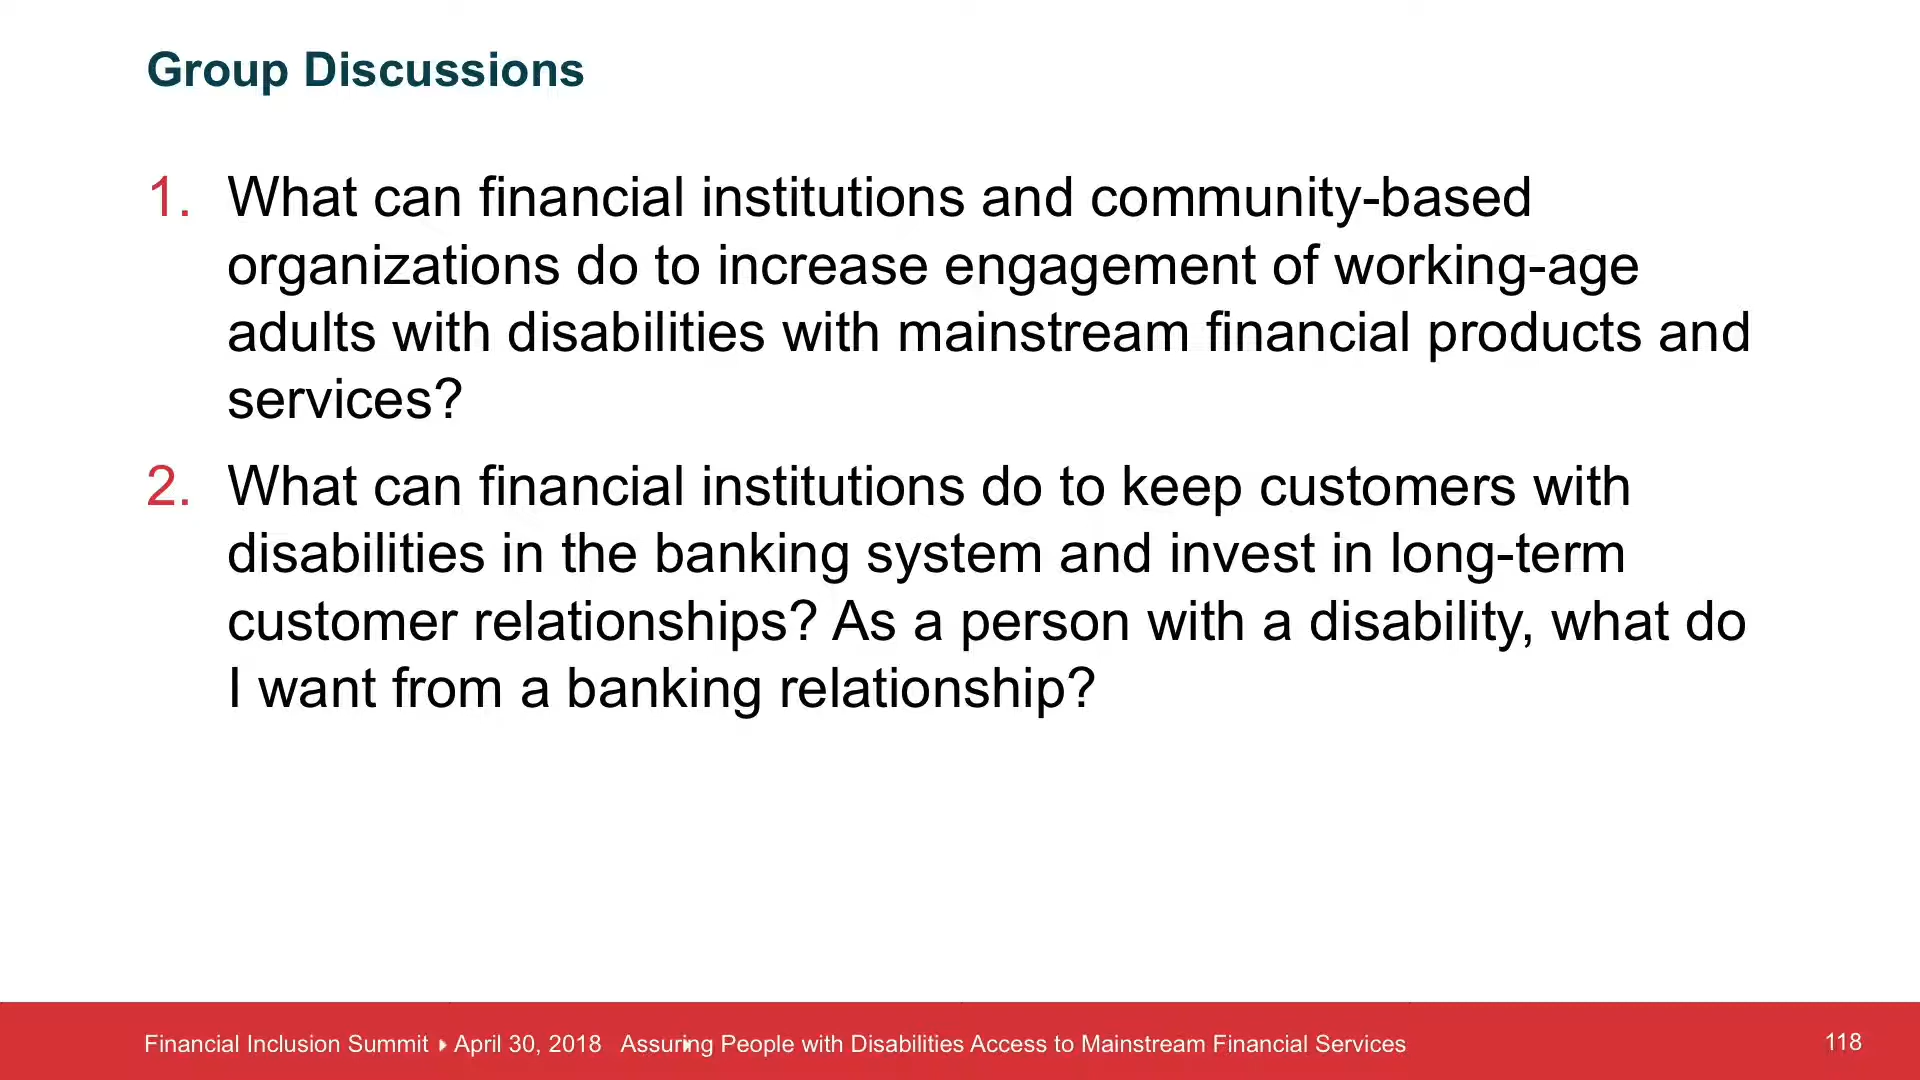 Group Discussions
1. What can financial institutions and community-based
organizations do to increase engagement of working-age
adults with disabilities with mainstream financial products and
services?
2. What can financial institutions do to keep customers with
disabilities in the banking system and invest in long-term
customer relationships? As a person with a disability, what do
I want from a banking relationship?
Financial Inclusion Summit April 30, 2018 Assuring People with Disabilities Access to Mainstream Financial Services
118